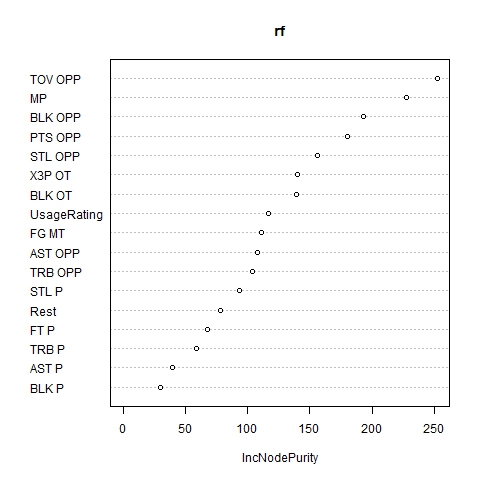 rf
TOV OPP
MP
BLK OPP
PTS OPP
STL OPP
X3P OT
BLK OT
UsageRating
FG MT
AST OPP
TRB OPP
STL P
Rest
FT P
TRB P
AST P
BLK P
0 50 100 150 200 250
IncNodePurity